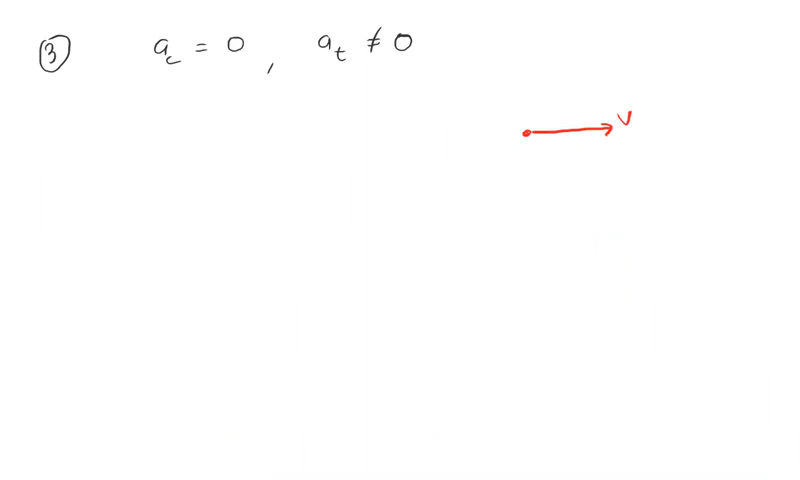 ③ a_c = 0 , a_t ≠ 0
v